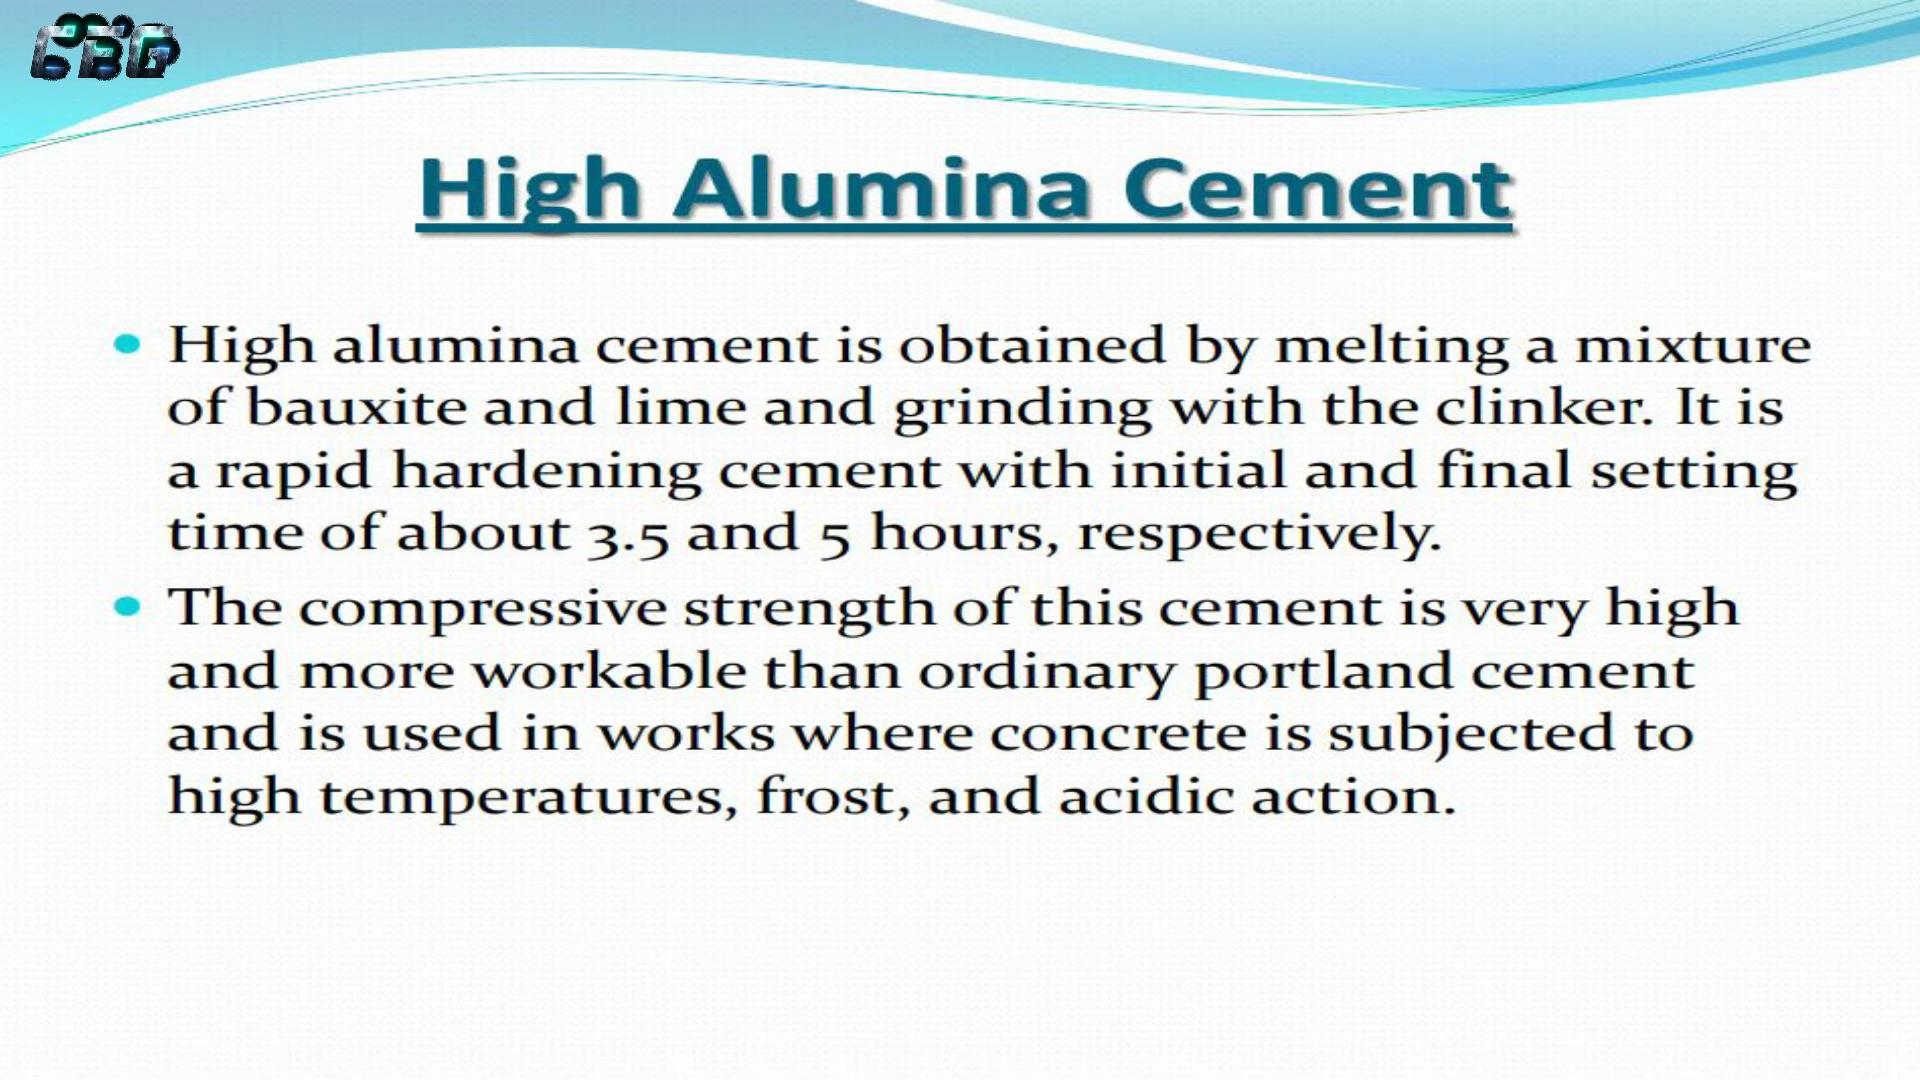 High Alumina Cement
• High alumina cement is obtained by melting a mixture
of bauxite and lime and grinding with the clinker. It is
a rapid hardening cement with initial and final setting
time of about 3.5 and 5 hours, respectively.
• The compressive strength of this cement is very high
and more workable than ordinary portland cement
and is used in works where concrete is subjected to
high temperatures, frost, and acidic action.